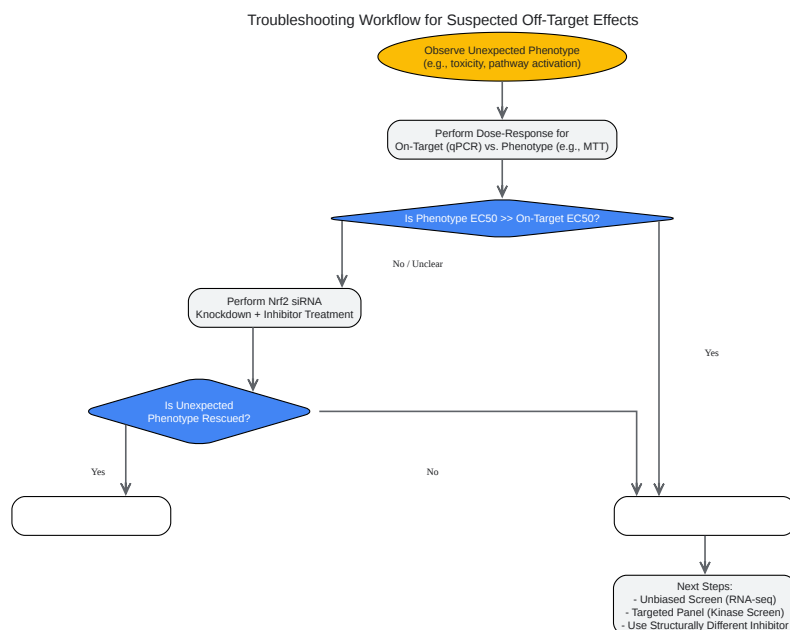 Troubleshooting Workflow for Suspected Off-Target Effects
Observe Unexpected Phenotype
(e.g., toxicity, pathway activation)
Perform Dose-Response for
On-Target (qPCR) vs. Phenotype (e.g., MTT)
Is Phenotype EC50 >> On-Target EC50?
No / Unclear
Perform Nrf2 siRNA
Knockdown + Inhibitor Treatment
Yes
Is Unexpected
Phenotype Rescued?
Yes
No
Next Steps:
- Unbiased Screen (RNA-seq)
- Targeted Panel (Kinase Screen)
- Use Structurally Different Inhibitor